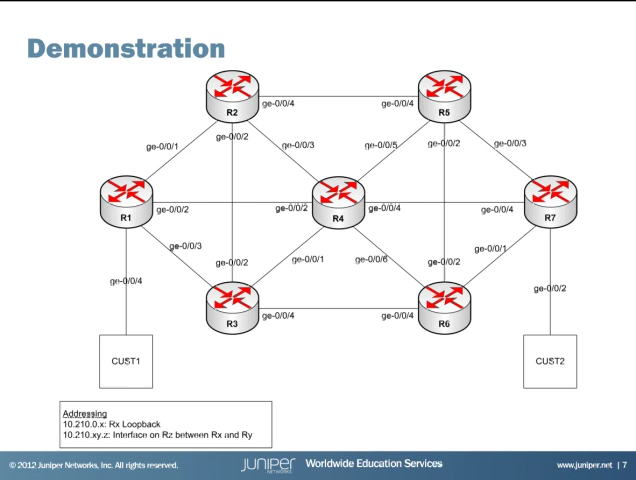 Demonstration
R2
ge-0/0/4
ge-0/0/4
R5
ge-0/0/1
ge-0/0/2
ge-0/0/3
ge-0/0/5
ge-0/0/2
ge-0/0/3
R1
ge-0/0/2
ge-0/0/2
R4
ge-0/0/4
ge-0/0/4
R7
ge-0/0/3
ge-0/0/2
ge-0/0/1
ge-0/0/6
ge-0/0/2
ge-0/0/1
ge-0/0/4
R3
ge-0/0/4
ge-0/0/4
R6
ge-0/0/2
CUST1
CUST2
Addressing
10.210.0.x: Rx Loopback
10.210.xy.z: Interface on Rz between Rx and Ry
© 2012 Juniper Networks, Inc. All rights reserved.
JUNIPER NETWORKS
Worldwide Education Services
www.juniper.net | 7